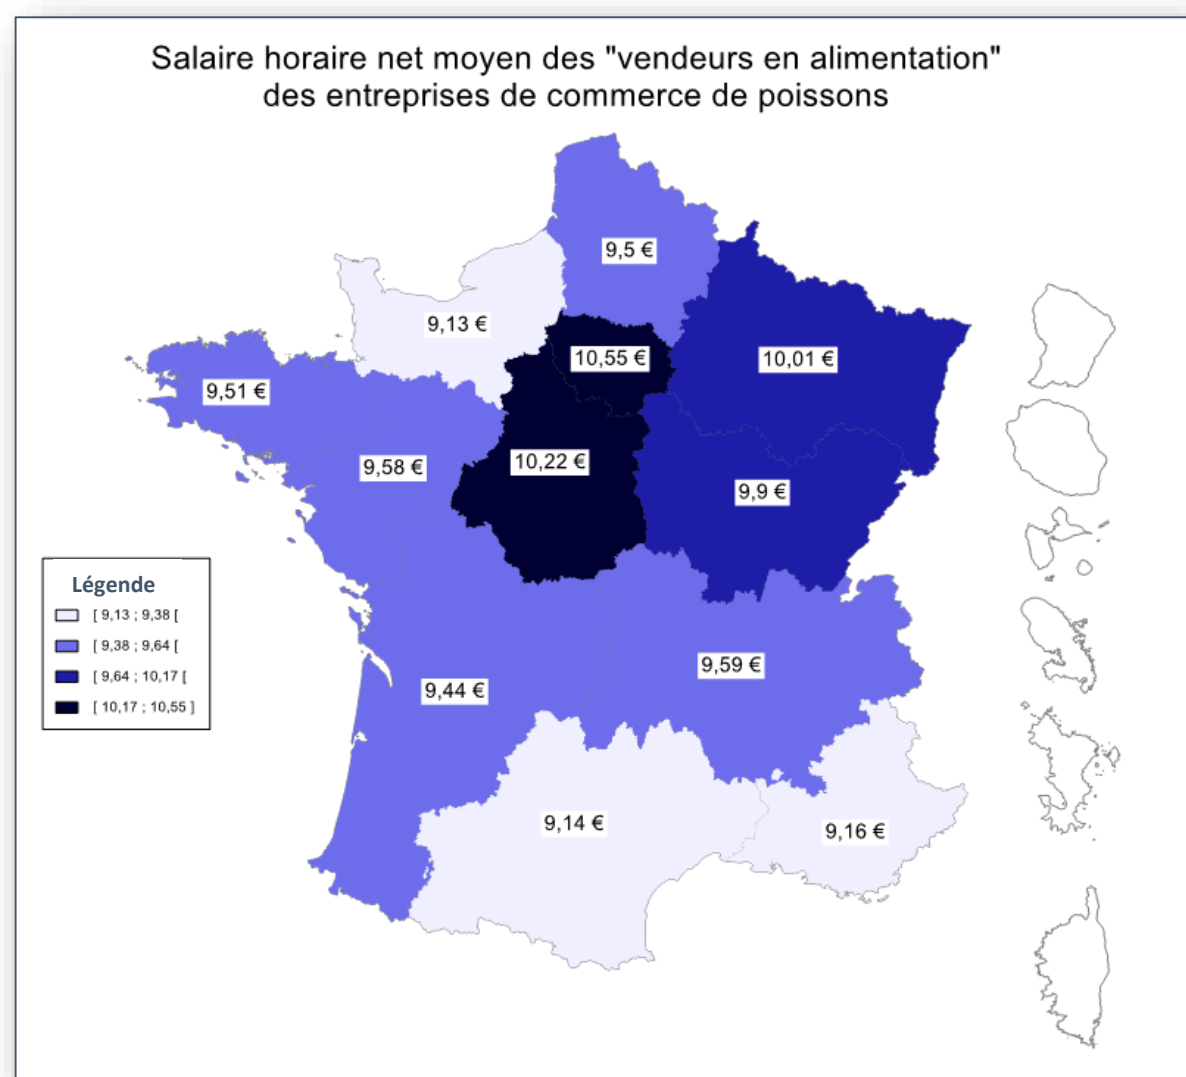 Salaire horaire net moyen des "vendeurs en alimentation"
des entreprises de commerce de poissons
9,5 €
9,13 €
10,55 €
10,01 €
9,51 €
9,58 €
10,22 €
9,9 €
9,44 €
9,59 €
9,14 €
9,16 €
Légende
[ 9,13 ; 9,38 [
[ 9,38 ; 9,64 [
[ 9,64 ; 10,17 [
[ 10,17 ; 10,55 ]